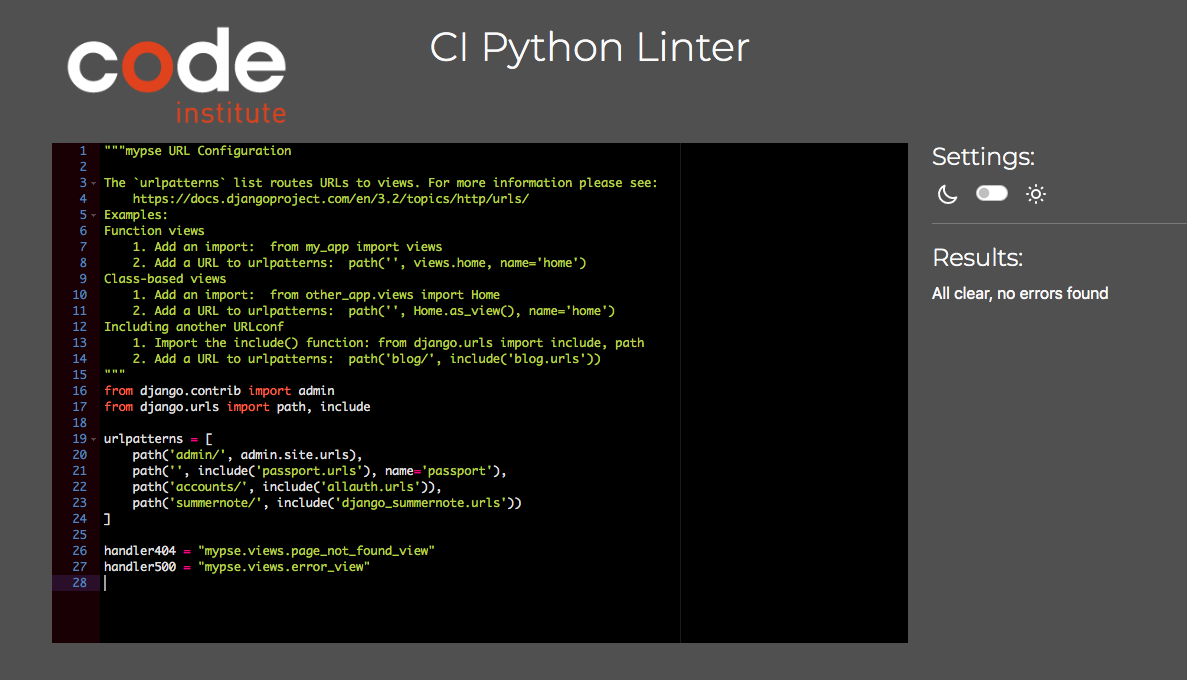 code
institute
CI Python Linter
1 """mypse URL Configuration
2
3 The `urlpatterns` list routes URLs to views. For more information please see:
4     https://docs.djangoproject.com/en/3.2/topics/http/urls/
5 Examples:
6 Function views
7     1. Add an import:  from my_app import views
8     2. Add a URL to urlpatterns:  path('', views.home, name='home')
9 Class-based views
10     1. Add an import:  from other_app.views import Home
11     2. Add a URL to urlpatterns:  path('', Home.as_view(), name='home')
12 Including another URLconf
13     1. Import the include() function: from django.urls import include, path
14     2. Add a URL to urlpatterns:  path('blog/', include('blog.urls'))
15 """
16 from django.contrib import admin
17 from django.urls import path, include
18
19 urlpatterns = [
20     path('admin/', admin.site.urls),
21     path('', include('passport.urls'), name='passport'),
22     path('accounts/', include('allauth.urls')),
23     path('summernote/', include('django_summernote.urls'))
24 ]
25
26 handler404 = "mypse.views.page_not_found_view"
27 handler500 = "mypse.views.error_view"
28
Settings:
Results:
All clear, no errors found